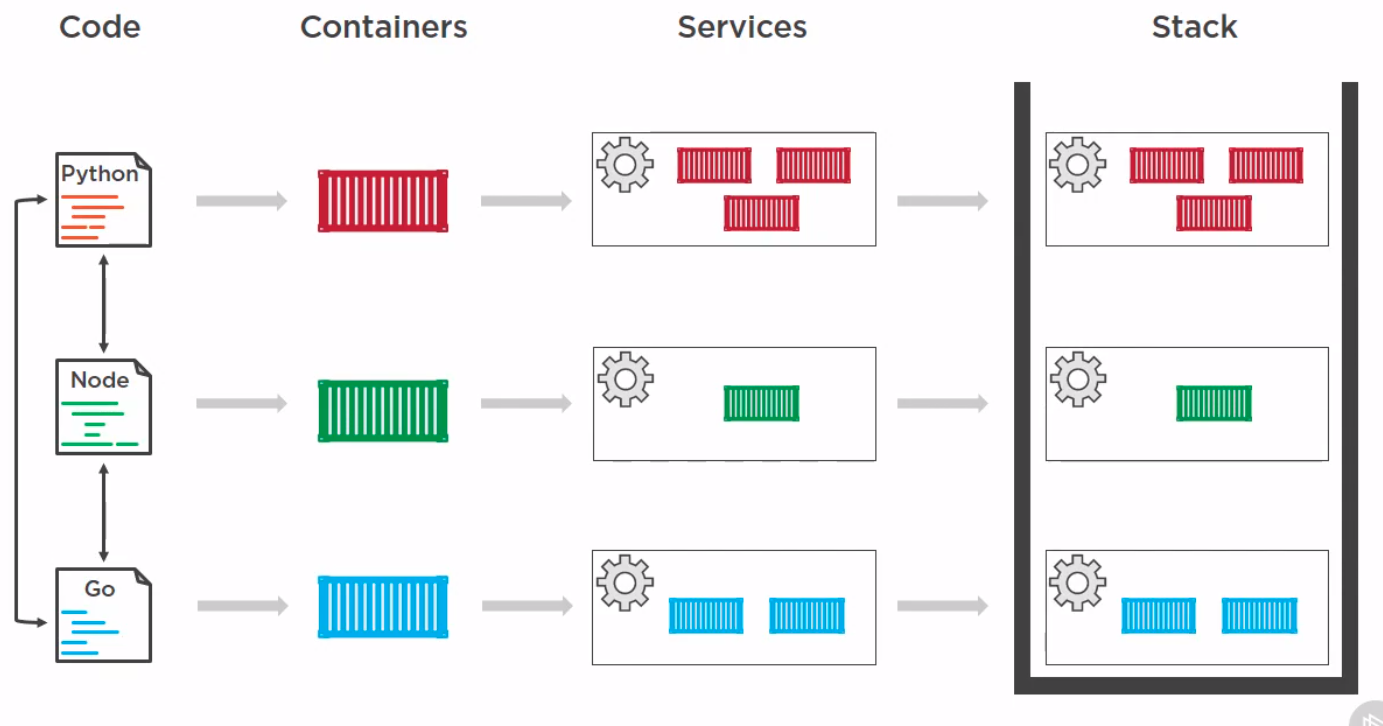 Code
Containers
Services
Stack
Python
Node
Go